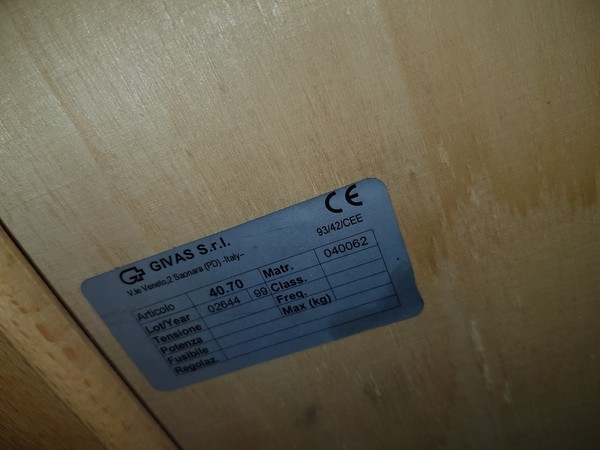 GIVAS S.r.l.
V.le Veneto,2 Saonara (PD) -Italy-
CE
93/42/CEE
Articolo 40.70 Matr. 040062
Lot/Year 02644 99 Class.
Tensione Freq.
Potenza Max (kg)
Fusibile
Regolaz.